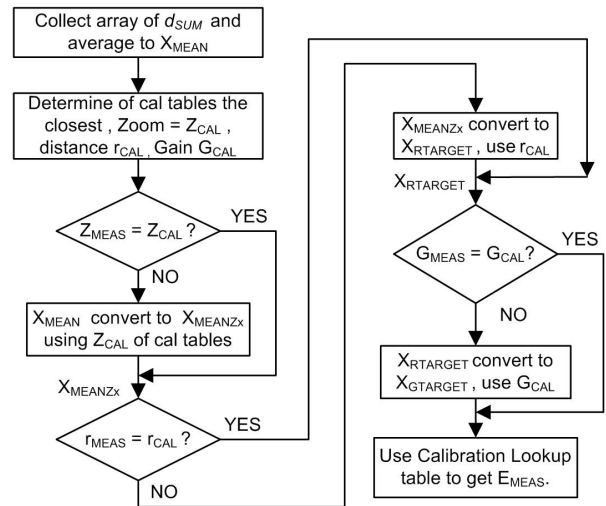 Collect array of dSUM and
average to XMEAN
Determine of cal tables the
closest , Zoom = ZCAL ,
distance rCAL, Gain GCAL
ZMEAS = ZCAL ?
YES
NO
XMEAN convert to XMEANZx
using ZCAL of cal tables
XMEANZx
rMEAS = rCAL ?
YES
NO
XMEANZx convert to
XRTARGET , use rCAL
XRTARGET
GMEAS = GCAL?
YES
NO
XRTARGET convert to
XGTARGET , use GCAL
Use Calibration Lookup
table to get EMEAS.